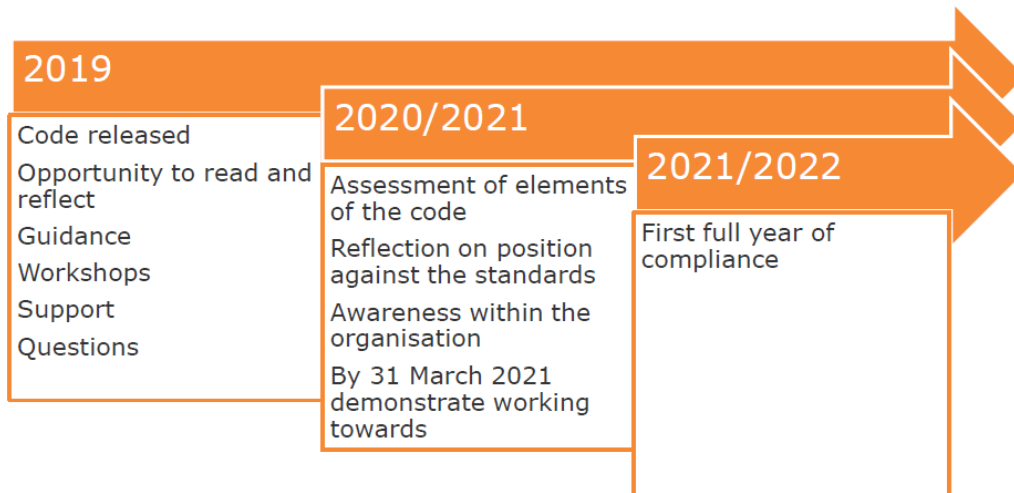 2019
Code released
Opportunity to read and
reflect
Guidance
Workshops
Support
Questions
2020/2021
Assessment of elements
of the code
Reflection on position
against the standards
Awareness within the
organisation
By 31 March 2021
demonstrate working
towards
2021/2022
First full year of
compliance